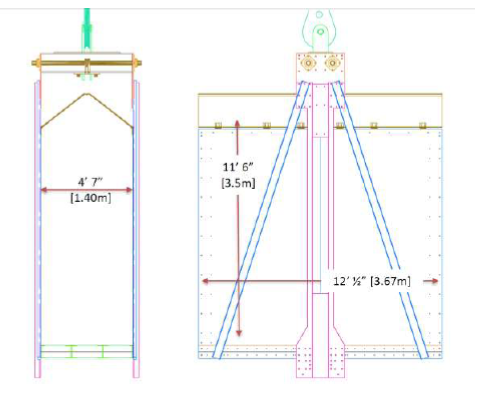 4' 7"
[1.40m]
11' 6"
[3.5m]
12' ½" [3.67m]